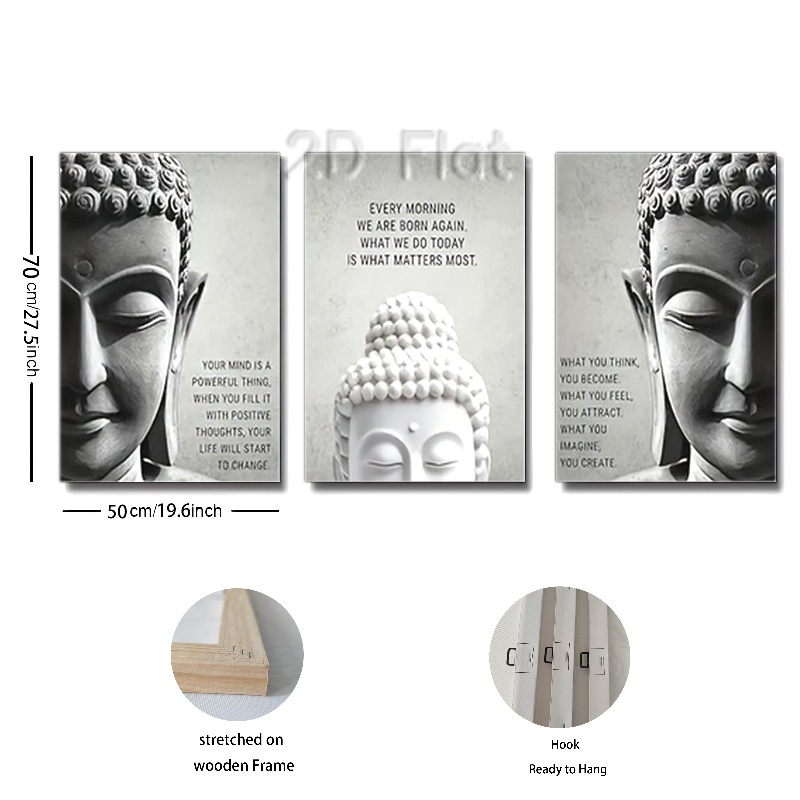 2D Flat
EVERY MORNING
WE ARE BORN AGAIN.
WHAT WE DO TODAY
IS WHAT MATTERS MOST.
YOUR MIND IS A
POWERFUL THING,
WHEN YOU FILL IT
WITH POSITIVE
THOUGHTS, YOUR
LIFE WILL START
TO CHANGE.
WHAT YOU THINK,
YOU BECOME.
WHAT YOU FEEL,
YOU ATTRACT.
WHAT YOU
IMAGINE,
YOU CREATE.
70cm/27.5inch
50cm/19.6inch
stretched on
wooden Frame
Hook
Ready to Hang